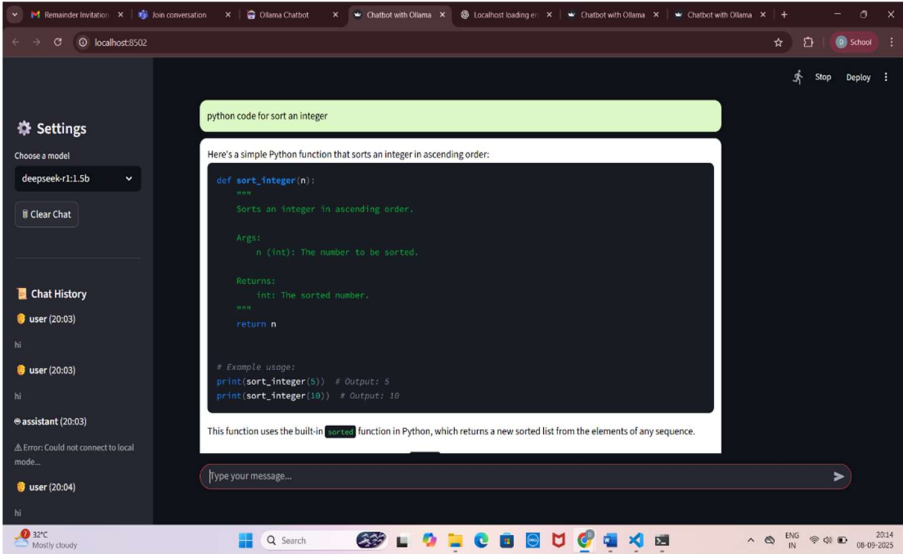 Remainder Invitation
Join conversation
Ollama Chatbot
Chatbot with Ollama
Localhost loading er
Chatbot with Ollama
Chatbot with Ollama
localhost:8502
School
Stop
Deploy
Settings
Choose a model
deepseek-r1:1.5b
Clear Chat
Chat History
user (20:03)
hi
user (20:03)
hi
assistant (20:03)
Error: Could not connect to local
mode...
user (20:04)
hi
python code for sort an integer
Here's a simple Python function that sorts an integer in ascending order:
def sort_integer(n):
"""
Sorts an integer in ascending order.
Args:
n (int): The number to be sorted.
Returns:
int: The sorted number.
"""
return n
# Example usage:
print(sort_integer(5))  # Output: 5
print(sort_integer(10))  # Output: 10
This function uses the built-in sorted function in Python, which returns a new sorted list from the elements of any sequence.
Type your message...
32°C
Mostly cloudy
Search
ENG
IN
20:14
08-09-2025